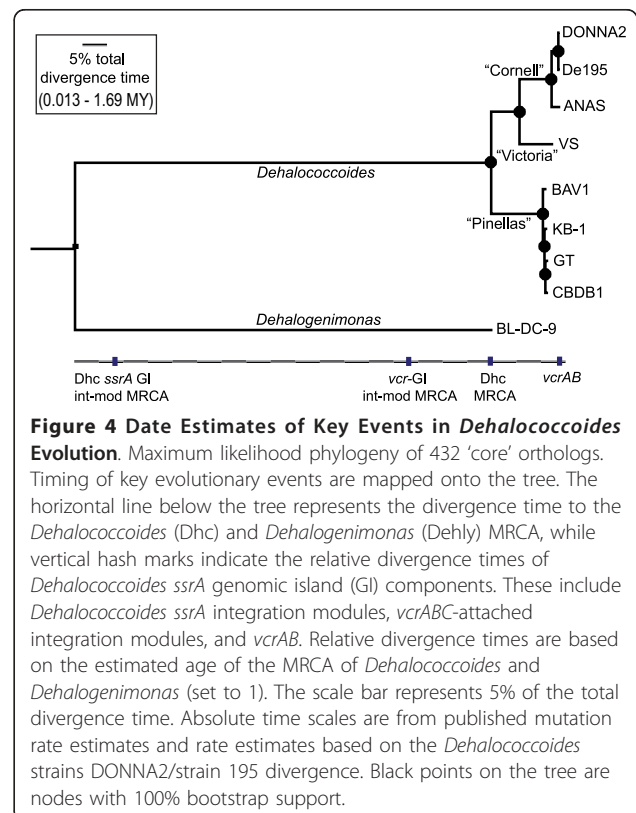 5% total
divergence time
(0.013 - 1.69 MY)
DONNA2
"Cornell"
De195
ANAS
VS
"Victoria"
Dehalococcoides
BAV1
"Pinellas"
KB-1
GT
CBDB1
Dehalogenimonas
BL-DC-9
Dhc ssrA GI
int-mod MRCA
vcr-GI
int-mod MRCA
Dhc
MRCA
vcrAB
Figure 4 Date Estimates of Key Events in Dehalococcoides
Evolution. Maximum likelihood phylogeny of 432 'core' orthologs.
Timing of key evolutionary events are mapped onto the tree. The
horizontal line below the tree represents the divergence time to the
Dehalococcoides (Dhc) and Dehalogenimonas (Dehly) MRCA, while
vertical hash marks indicate the relative divergence times of
Dehalococcoides ssrA genomic island (GI) components. These include
Dehalococcoides ssrA integration modules, vcrABC-attached
integration modules, and vcrAB. Relative divergence times are based
on the estimated age of the MRCA of Dehalococcoides and
Dehalogenimonas (set to 1). The scale bar represents 5% of the total
divergence time. Absolute time scales are from published mutation
rate estimates and rate estimates based on the Dehalococcoides
strains DONNA2/strain 195 divergence. Black points on the tree are
nodes with 100% bootstrap support.